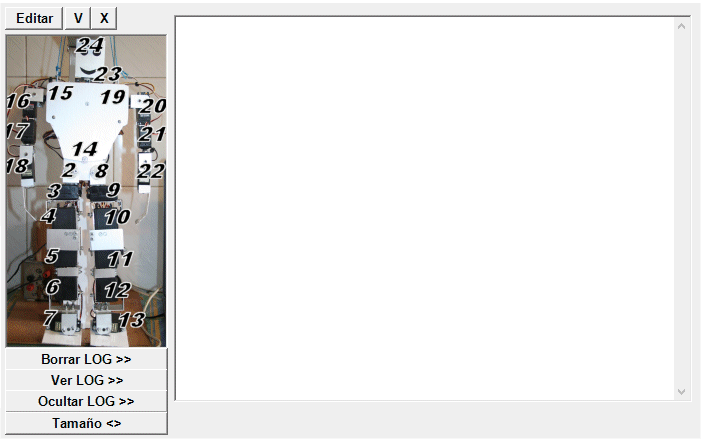 Editar V X
24
23
15 19
16 20
17 21
14
18 2 8 22
3 9
4 10
5 11
6 12
7 13
Borrar LOG >>
Ver LOG >>
Ocultar LOG >>
Tamaño <>